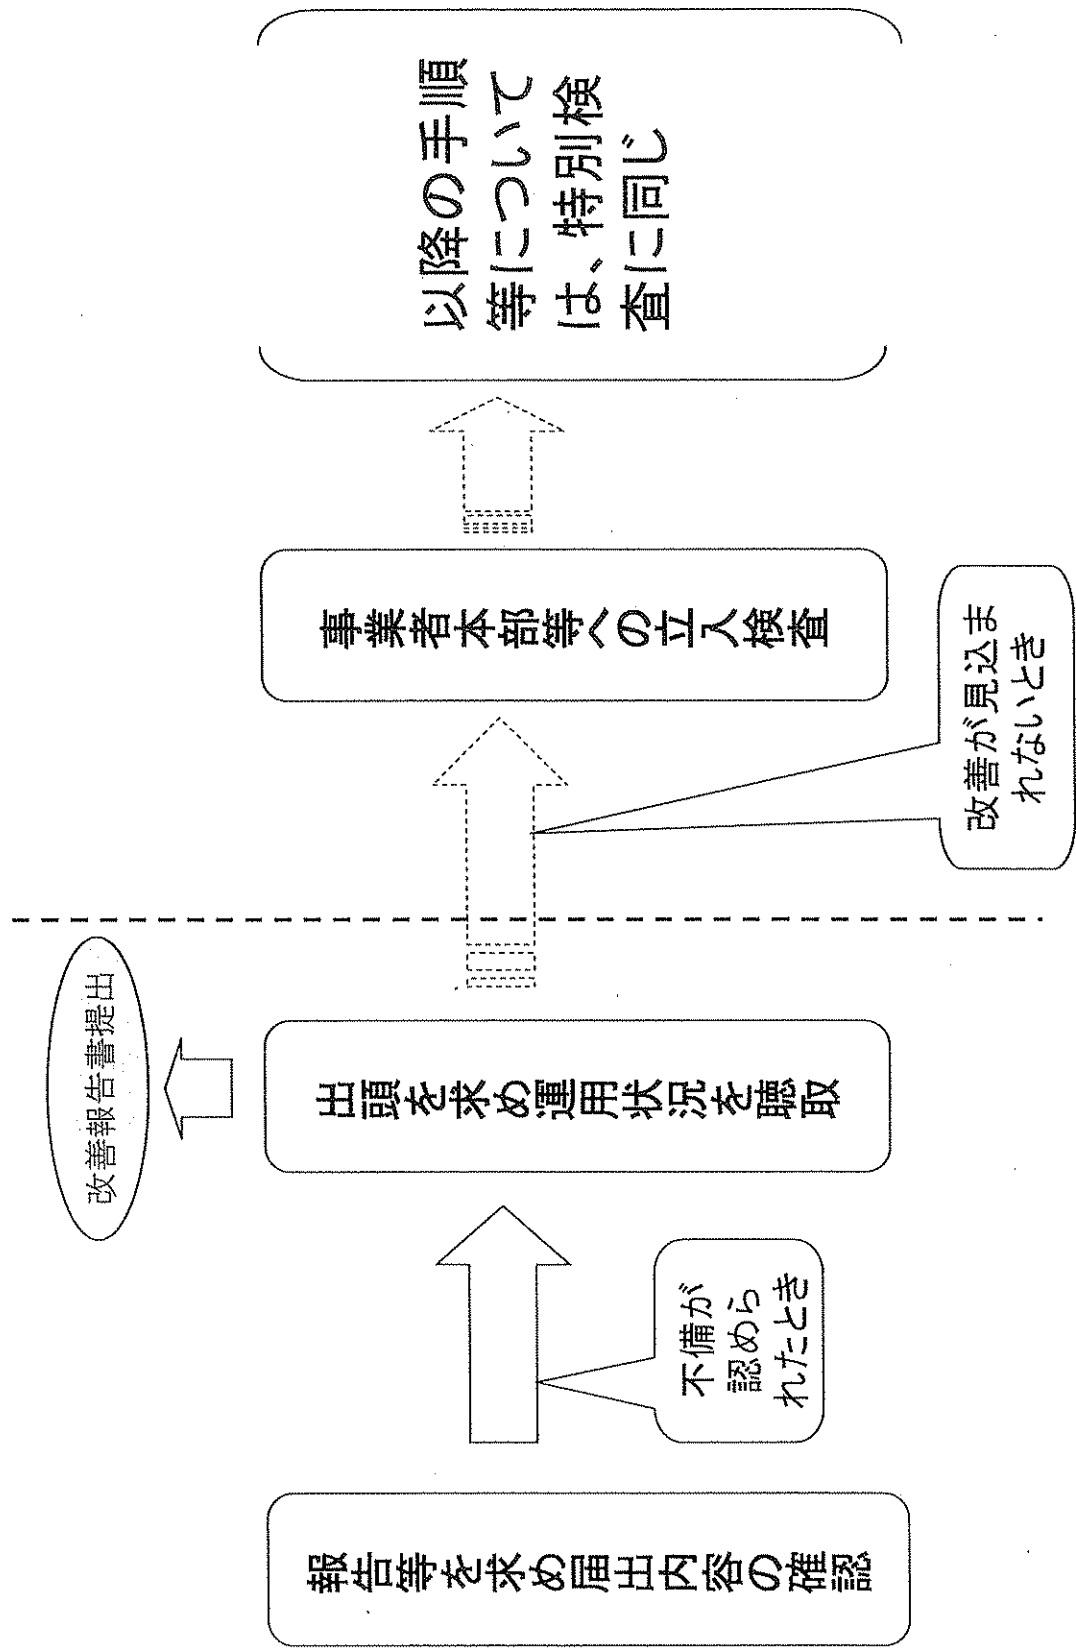 報告等を求め届出内容の確認
不備が
認めら
れたとき
出頭を求め運用状況を聴取
改善報告書提出
改善が見込ま
れないとき
事業者本部等への立入検査
以降の手順
等について
は、特別検
査に同じ